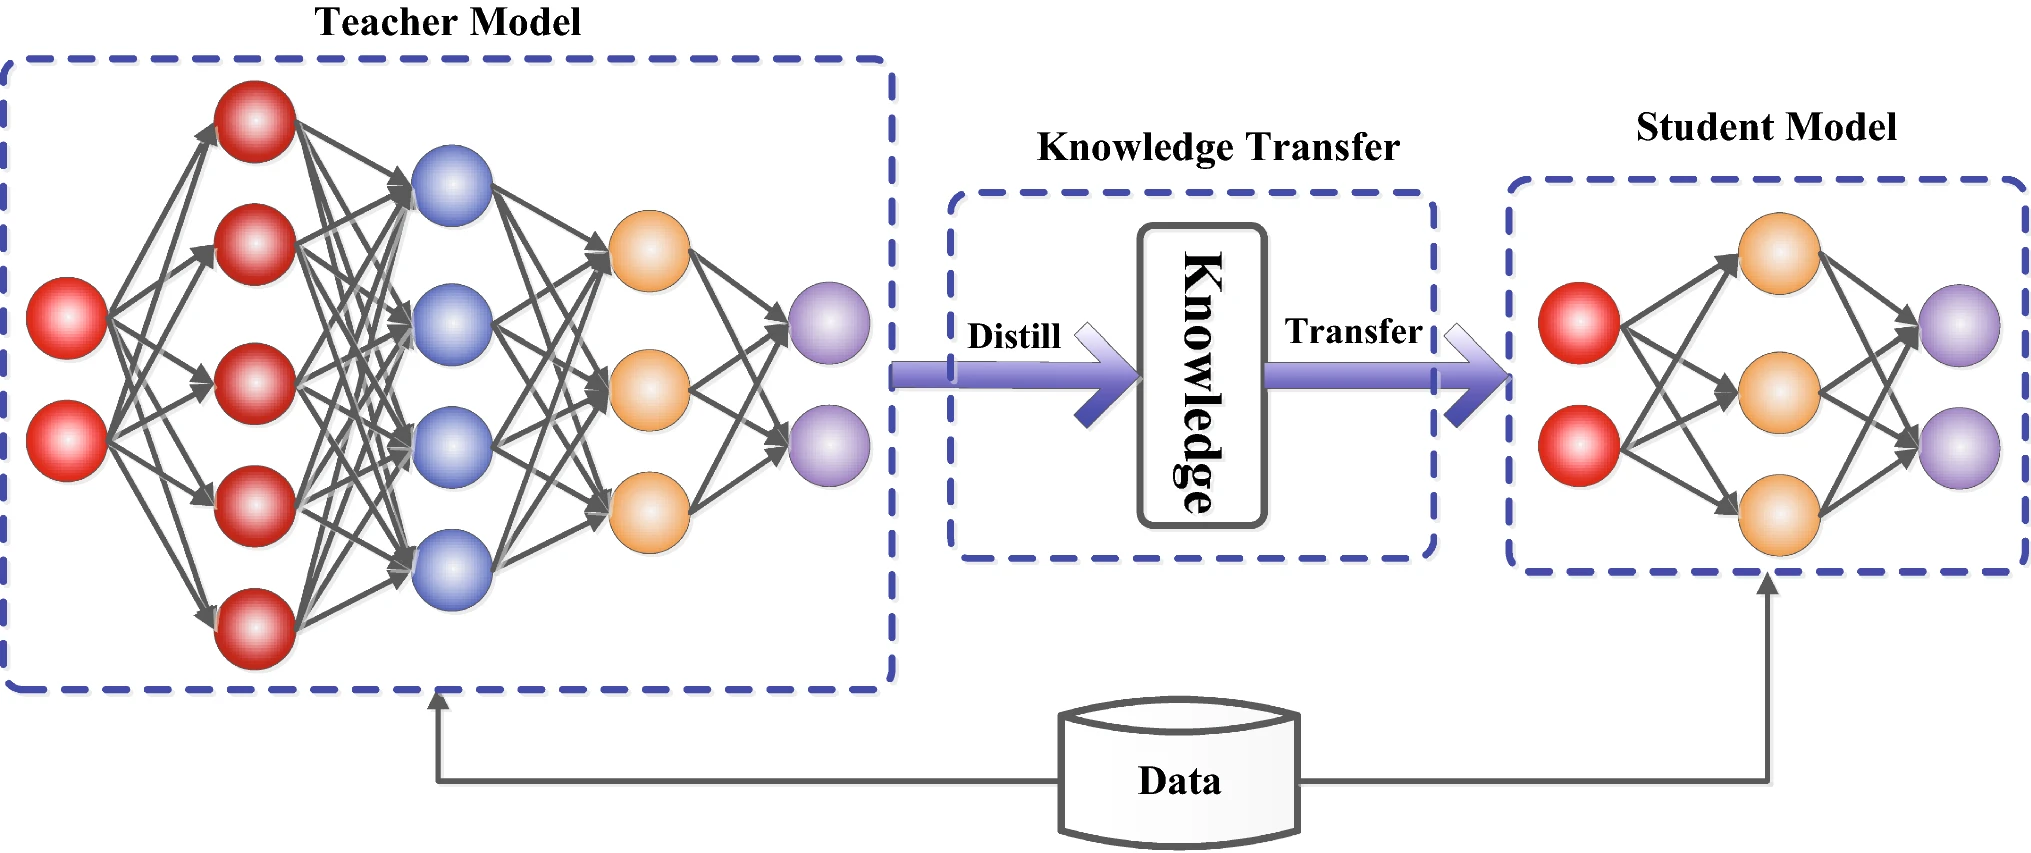 Teacher Model
Knowledge Transfer
Student Model
Distill
Knowledge
Transfer
Data